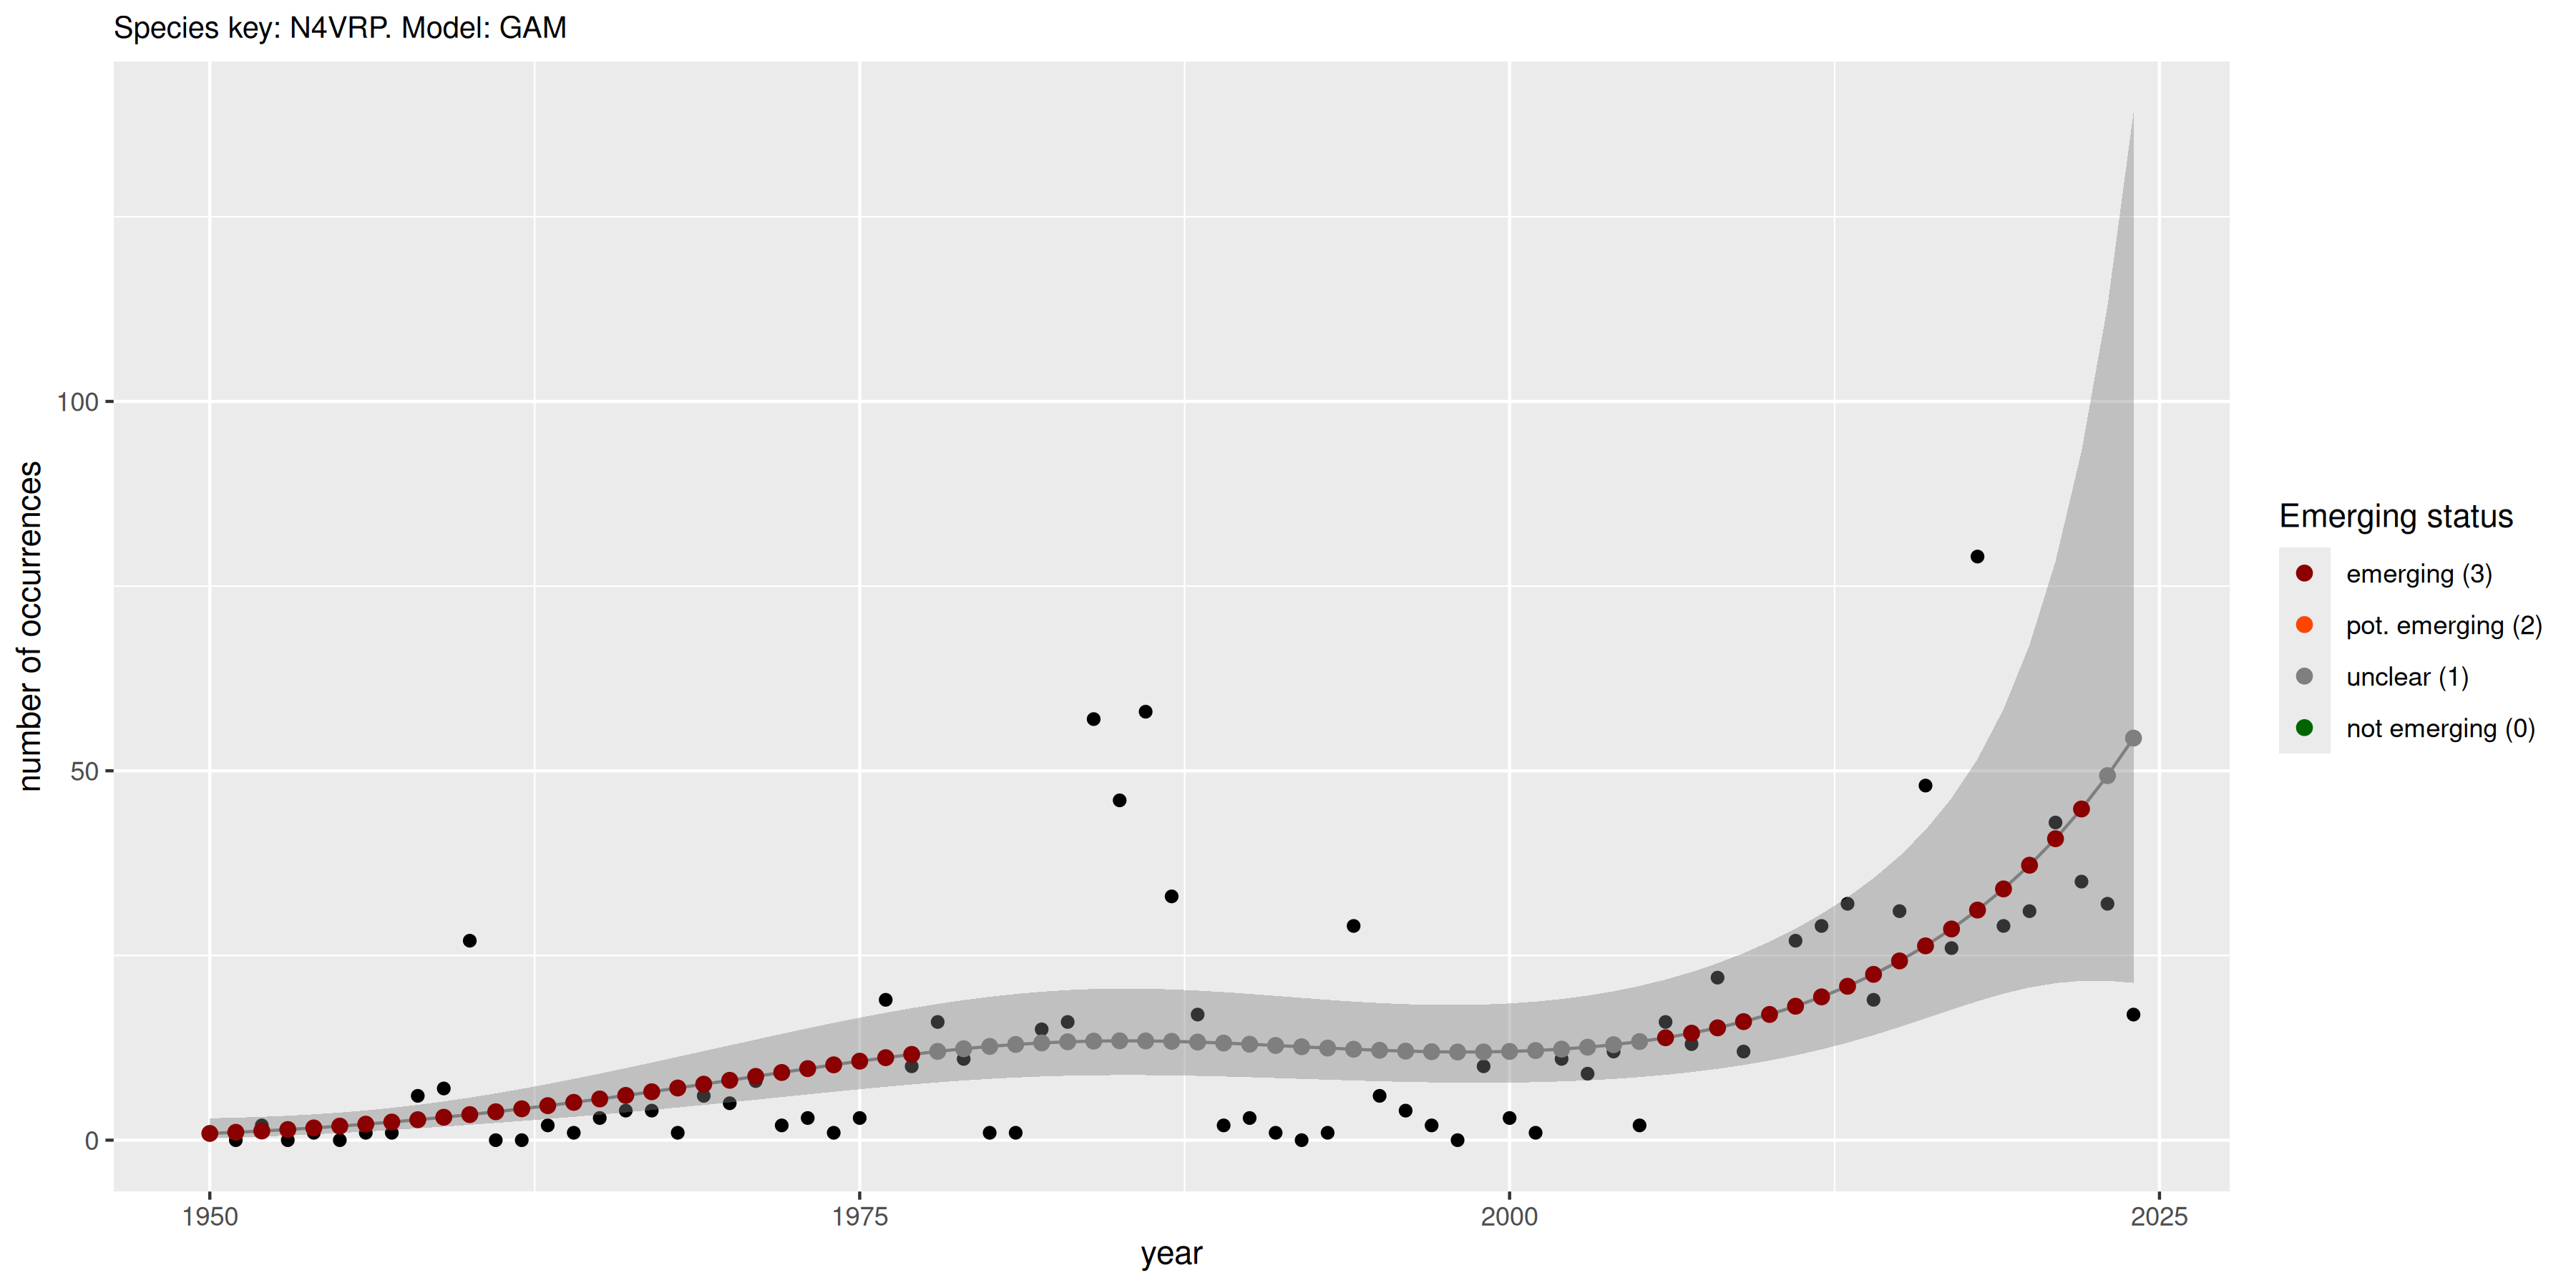 Species key: N4VRP. Model: GAM
number of occurrences
100
50
0
1950
1975
2000
2025
year
Emerging status
emerging (3)
pot. emerging (2)
unclear (1)
not emerging (0)